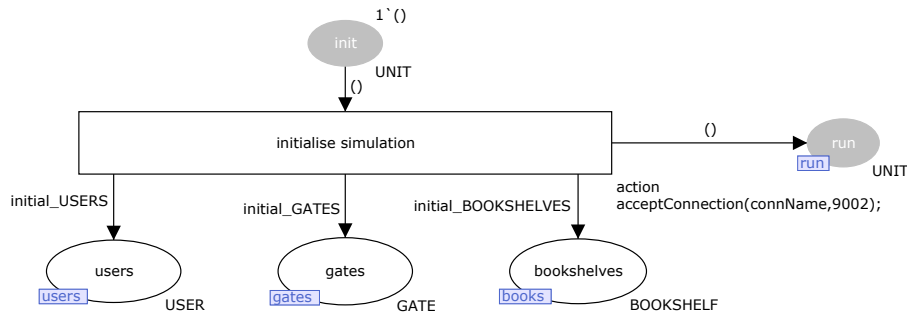 1`()
init
UNIT
()
initialise simulation
()
run
run
UNIT
action
acceptConnection(connName,9002);
initial_USERS
initial_GATES
initial_BOOKSHELVES
users
gates
bookshelves
users
gates
books
USER
GATE
BOOKSHELF